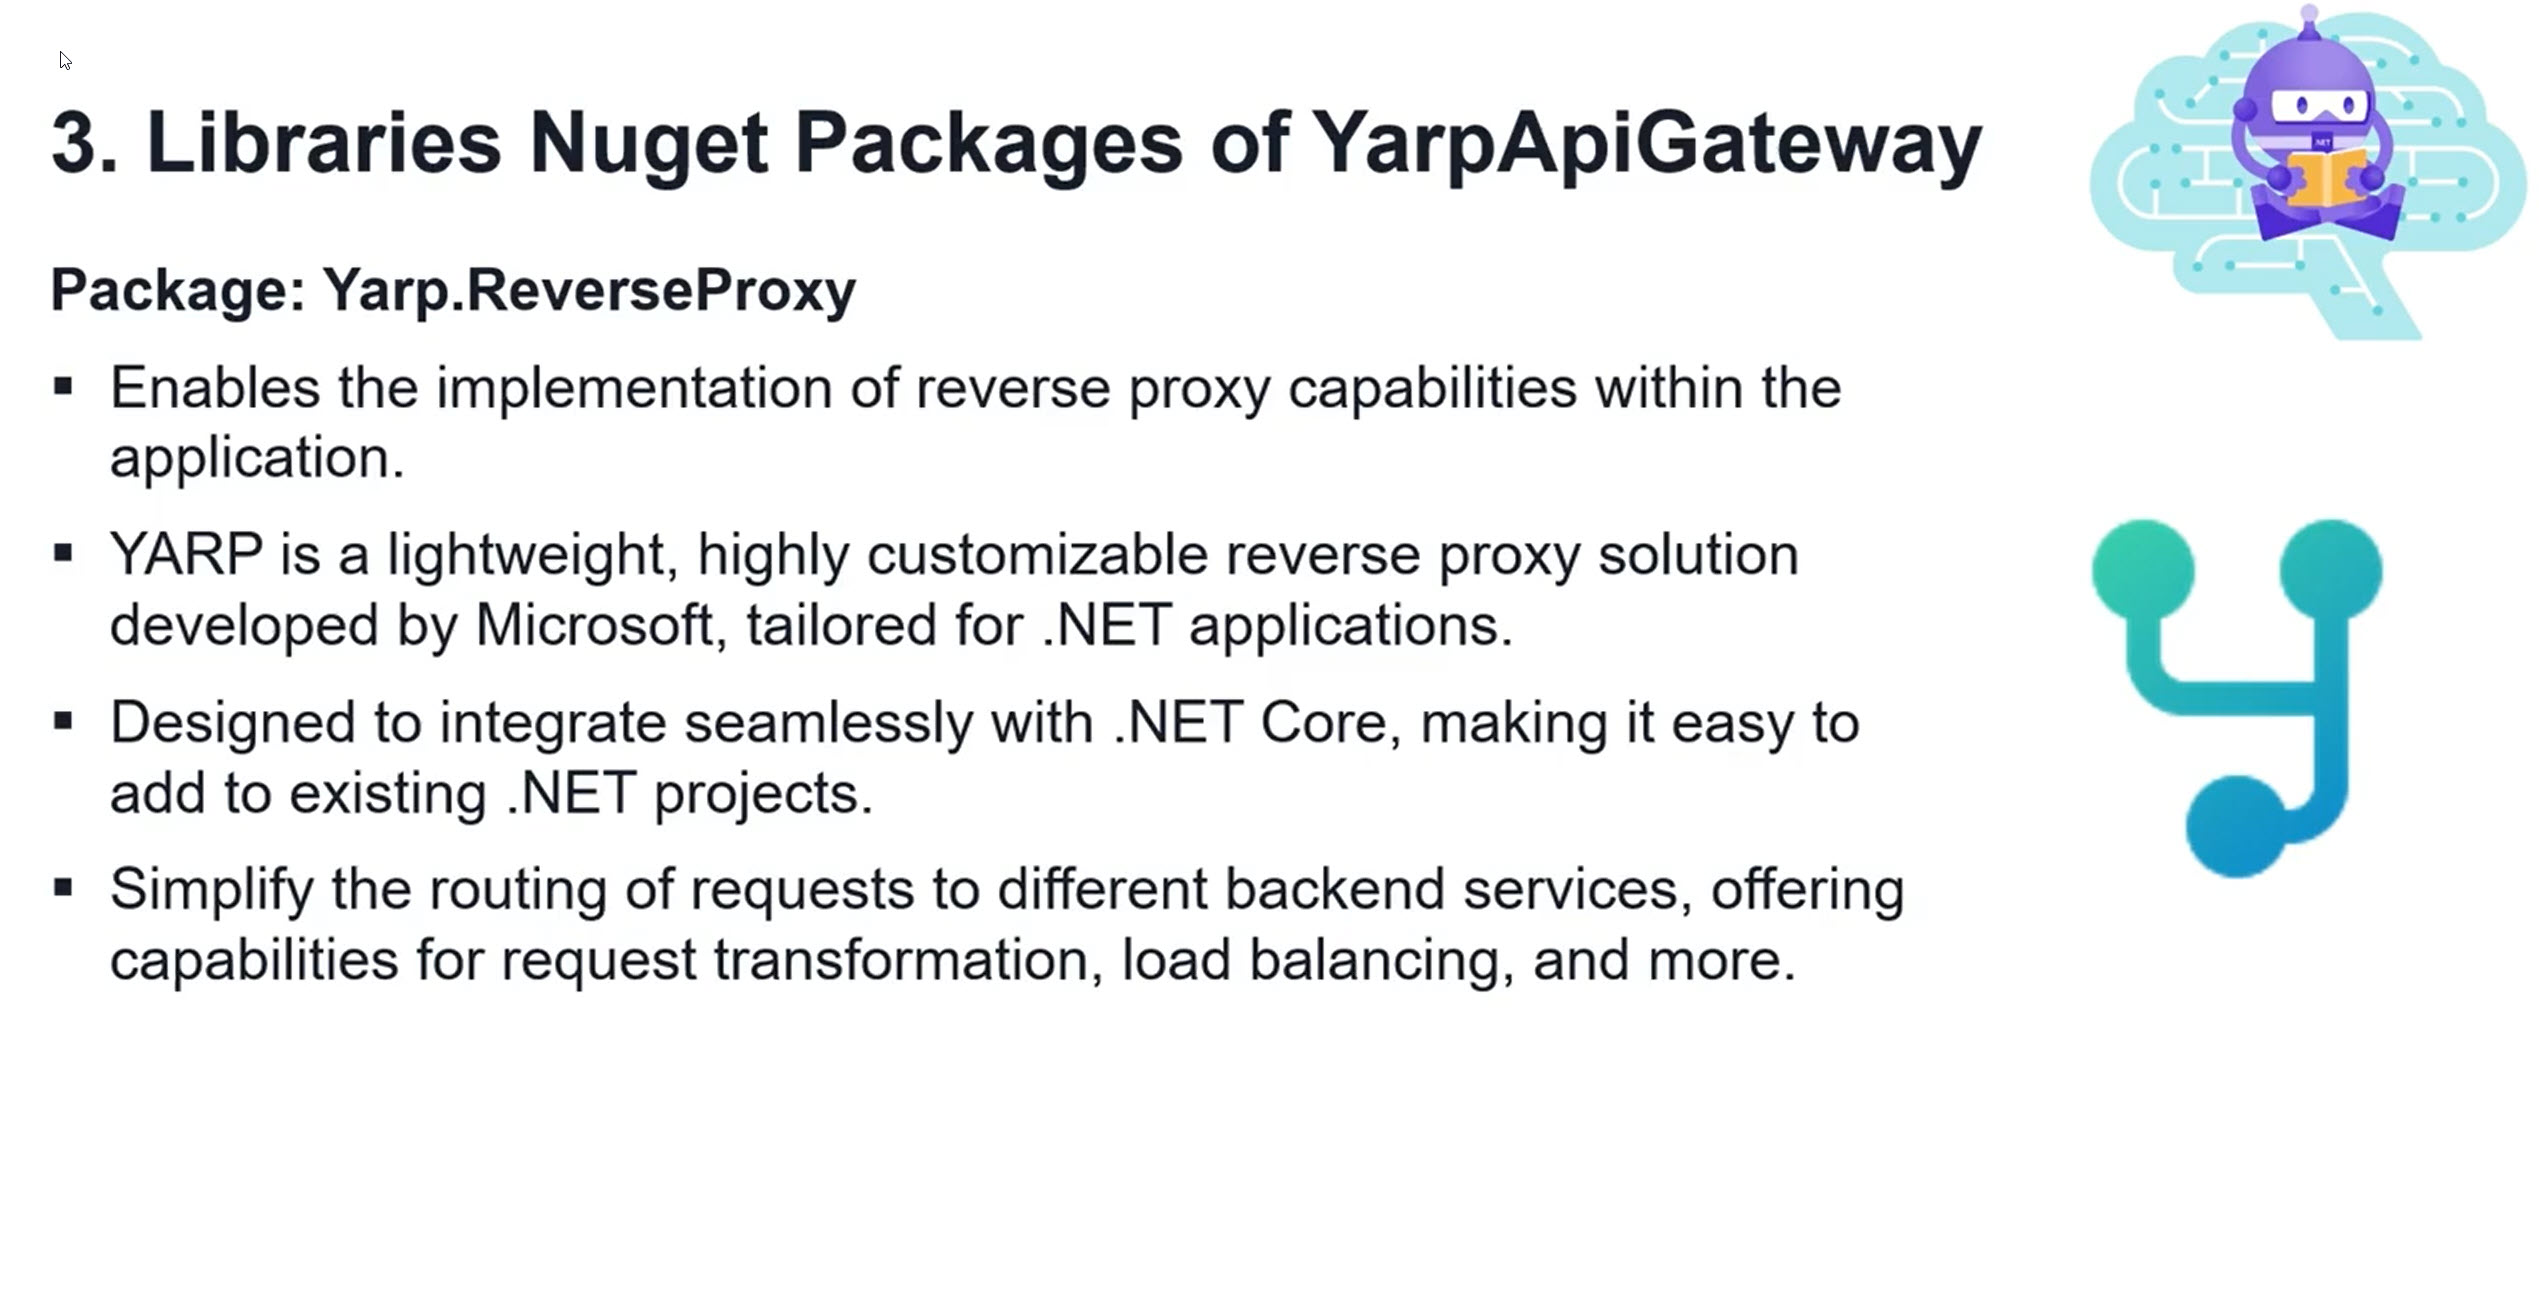 3. Libraries Nuget Packages of YarpApiGateway
Package: Yarp.ReverseProxy
▪ Enables the implementation of reverse proxy capabilities within the
application.
▪ YARP is a lightweight, highly customizable reverse proxy solution
developed by Microsoft, tailored for .NET applications.
▪ Designed to integrate seamlessly with .NET Core, making it easy to
add to existing .NET projects.
▪ Simplify the routing of requests to different backend services, offering
capabilities for request transformation, load balancing, and more.
.NET